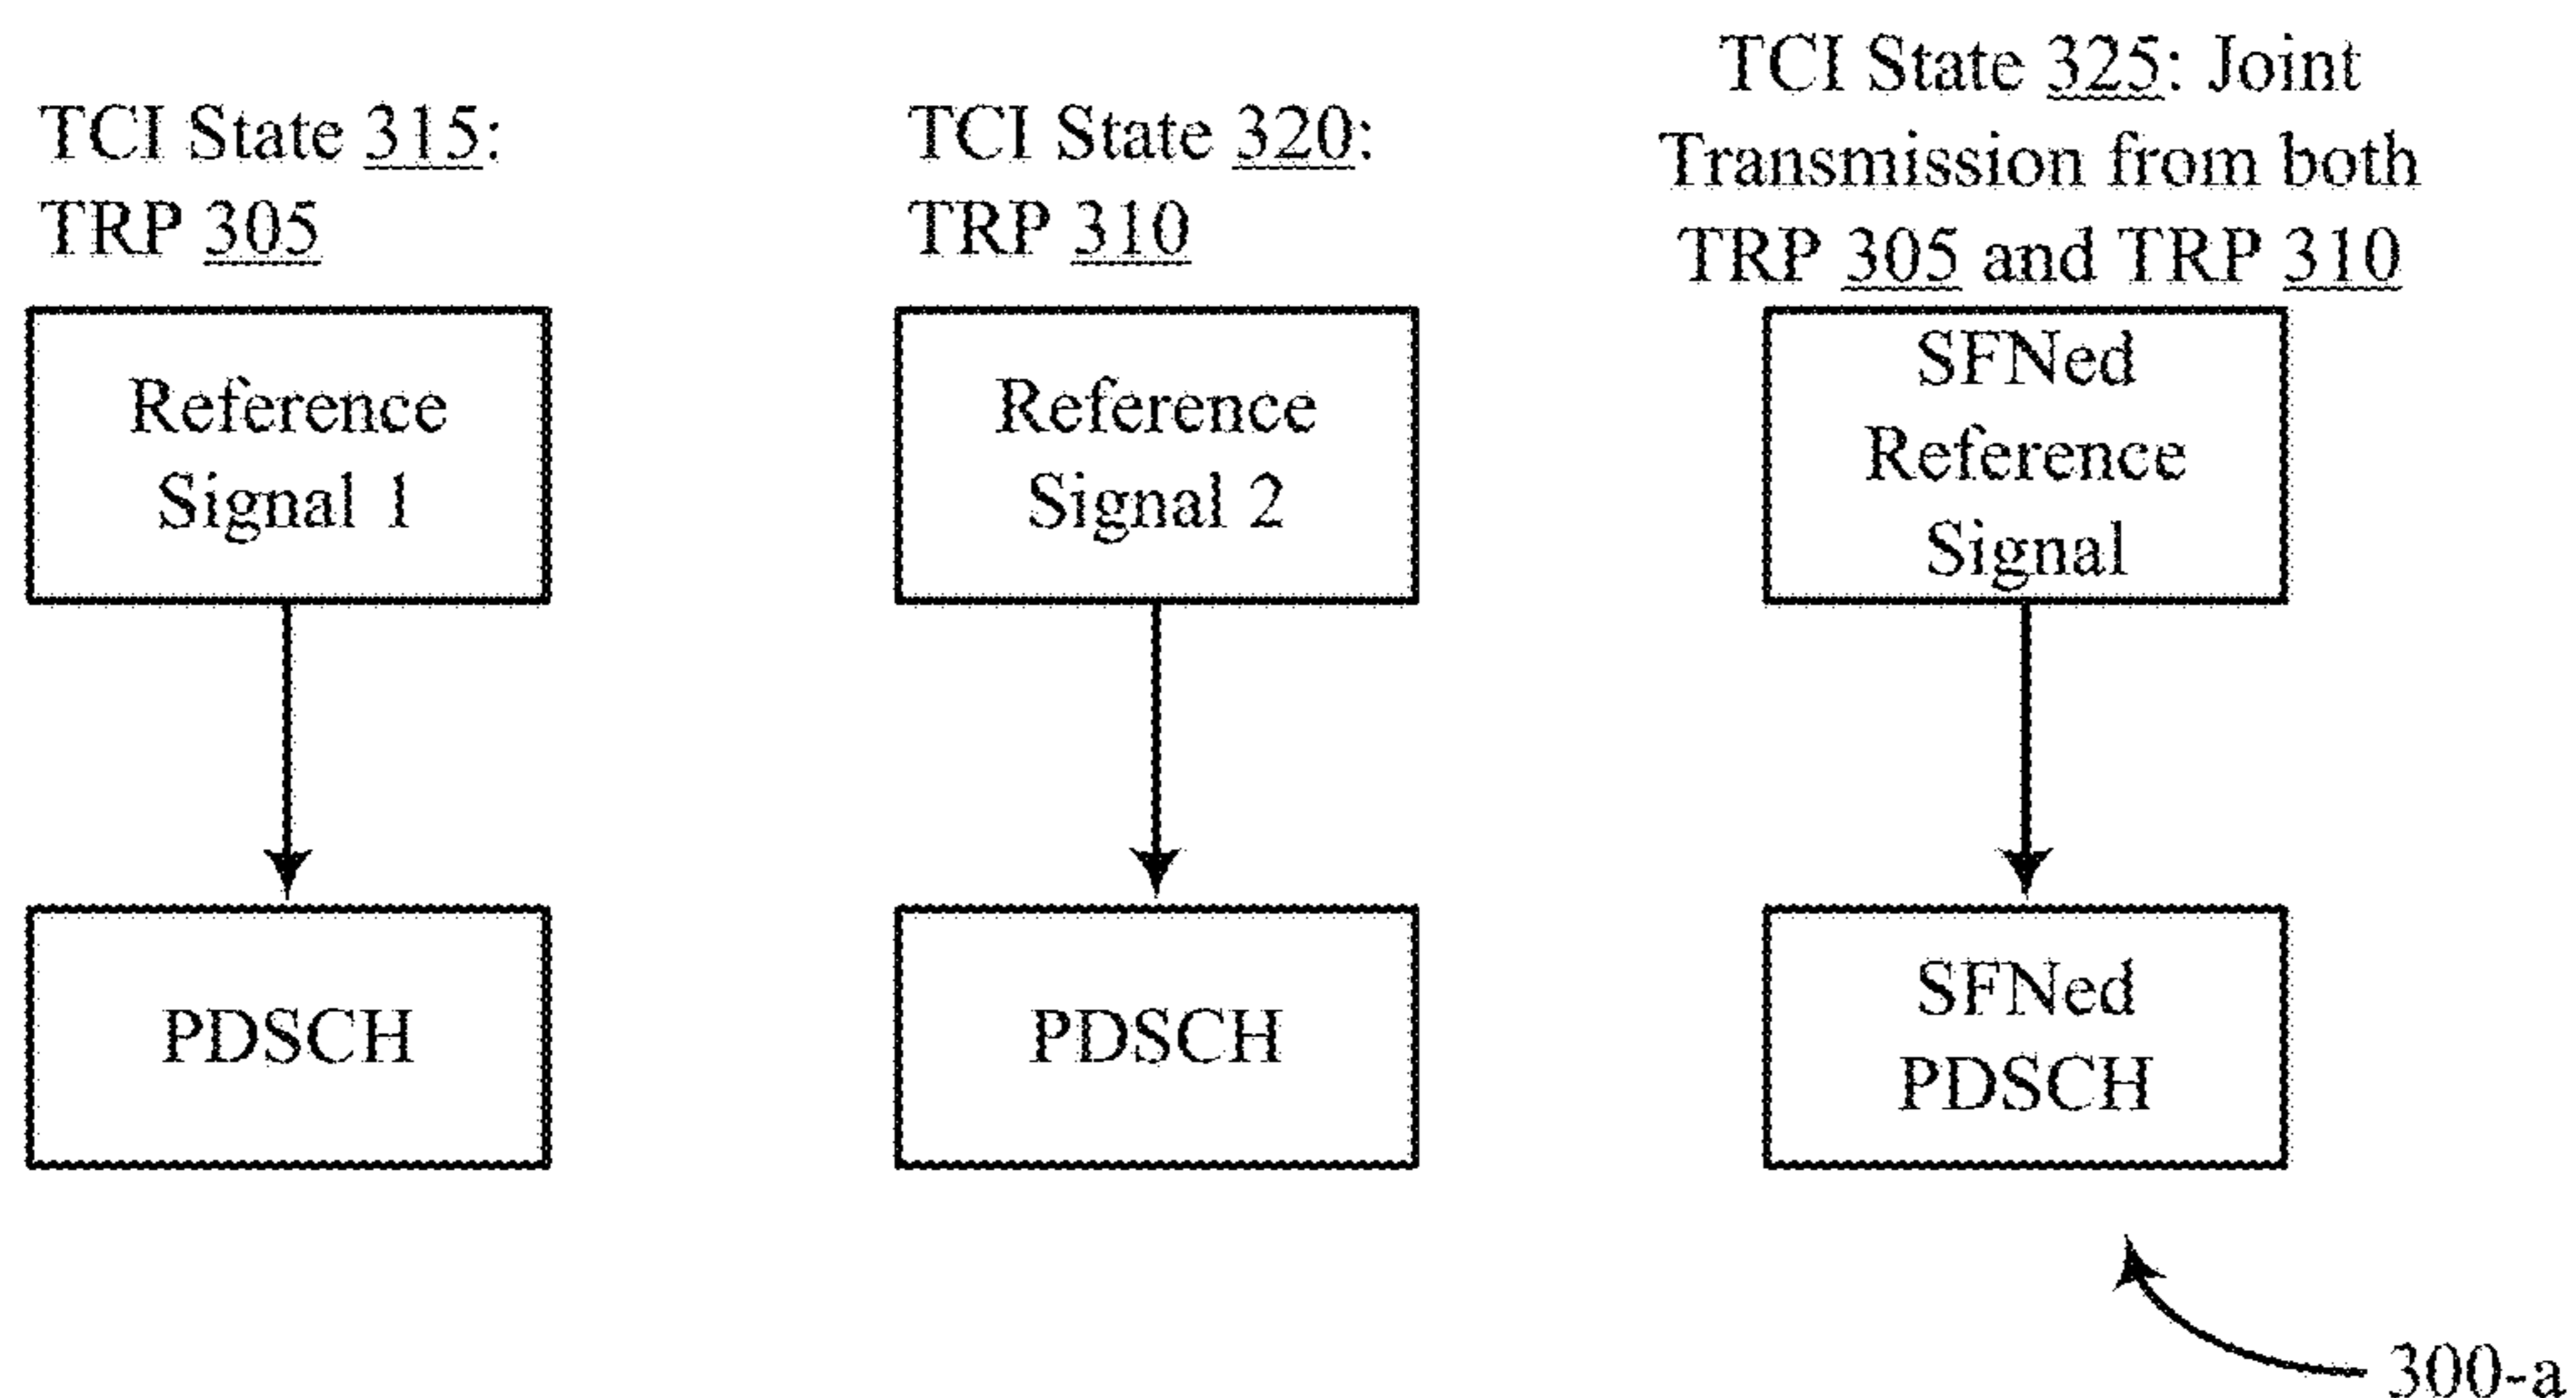 TCI State 315:
TRP 305
Reference
Signal 1
PDSCH
TCI State 320:
TRP 310
Reference
Signal 2
PDSCH
TCI State 325: Joint
Transmission from both
TRP 305 and TRP 310
SFNed
Reference
Signal
SFNed
PDSCH
300-a